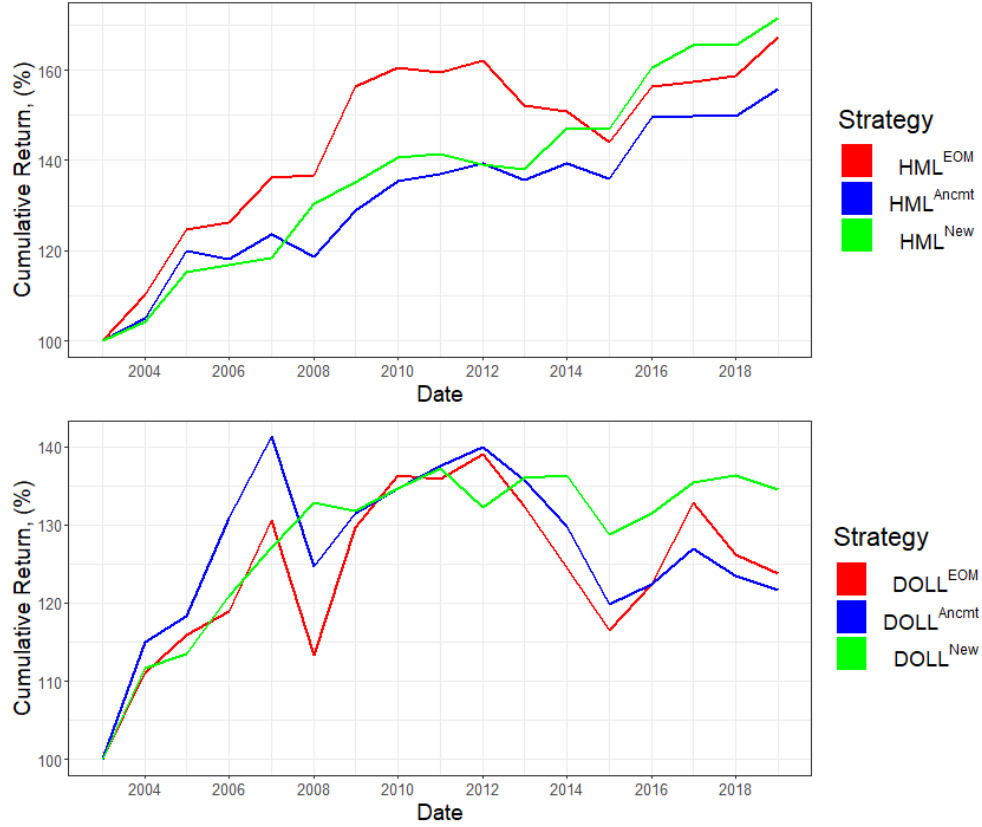 Cumulative Return, (%)
160
140
120
100
2004 2006 2008 2010 2012 2014 2016 2018
Date
Strategy
HML^EOM
HML^Ancmt
HML^New
Cumulative Return, (%)
140
130
120
110
100
2004 2006 2008 2010 2012 2014 2016 2018
Date
Strategy
DOLL^EOM
DOLL^Ancmt
DOLL^New